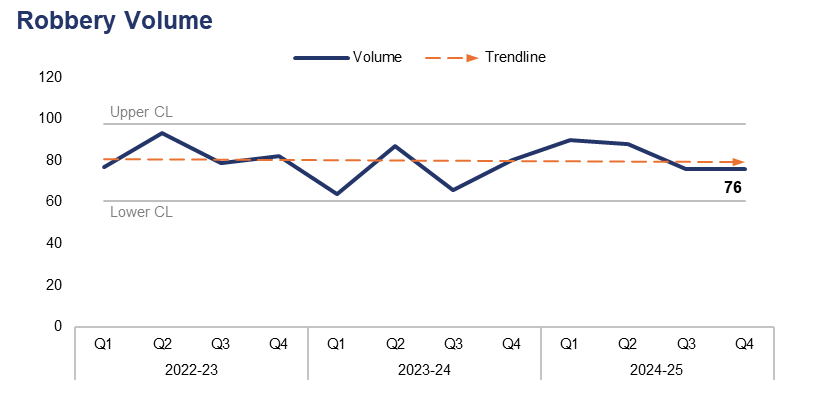 Robbery Volume
Volume Trendline
120
Upper CL
100
80
76
60
Lower CL
40
20
0
Q1 Q2 Q3 Q4 Q1 Q2 Q3 Q4 Q1 Q2 Q3 Q4
2022-23 2023-24 2024-25